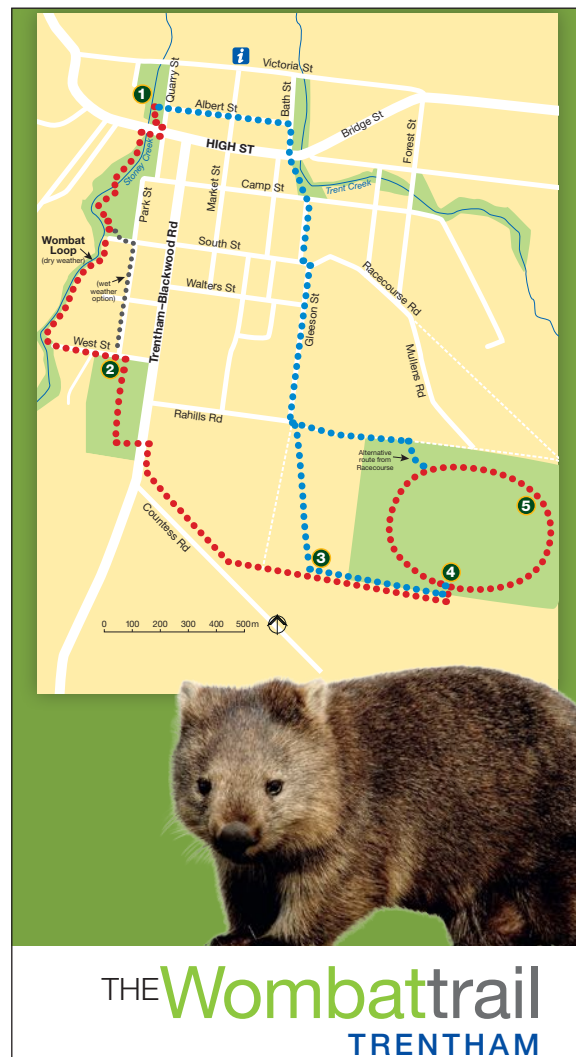 i
Victoria St
1
Quarry St
Albert St
Bath St
Bridge St
HIGH ST
Forest St
Stoney Creek
Park St
Market St
Camp St
Trent Creek
Wombat
Loop
(dry weather)
South St
(wet
weather
option)
Walters St
Trentham–Blackwood Rd
Gleeson St
Racecourse Rd
West St
2
Mullens Rd
Rahills Rd
Alternative
route from
Racecourse
5
Countess Rd
3
4
0 100 200 300 400 500m
THE Wombattrail
TRENTHAM